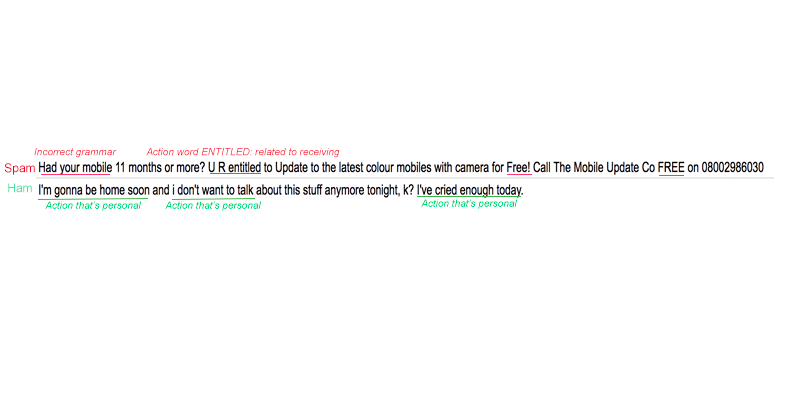 Incorrect grammar Action word ENTITLED: related to receiving
Spam Had your mobile 11 months or more? U R entitled to Update to the latest colour mobiles with camera for Free! Call The Mobile Update Co FREE on 08002986030
Ham I'm gonna be home soon and i don't want to talk about this stuff anymore tonight, k? I've cried enough today.
Action that's personal Action that's personal Action that's personal